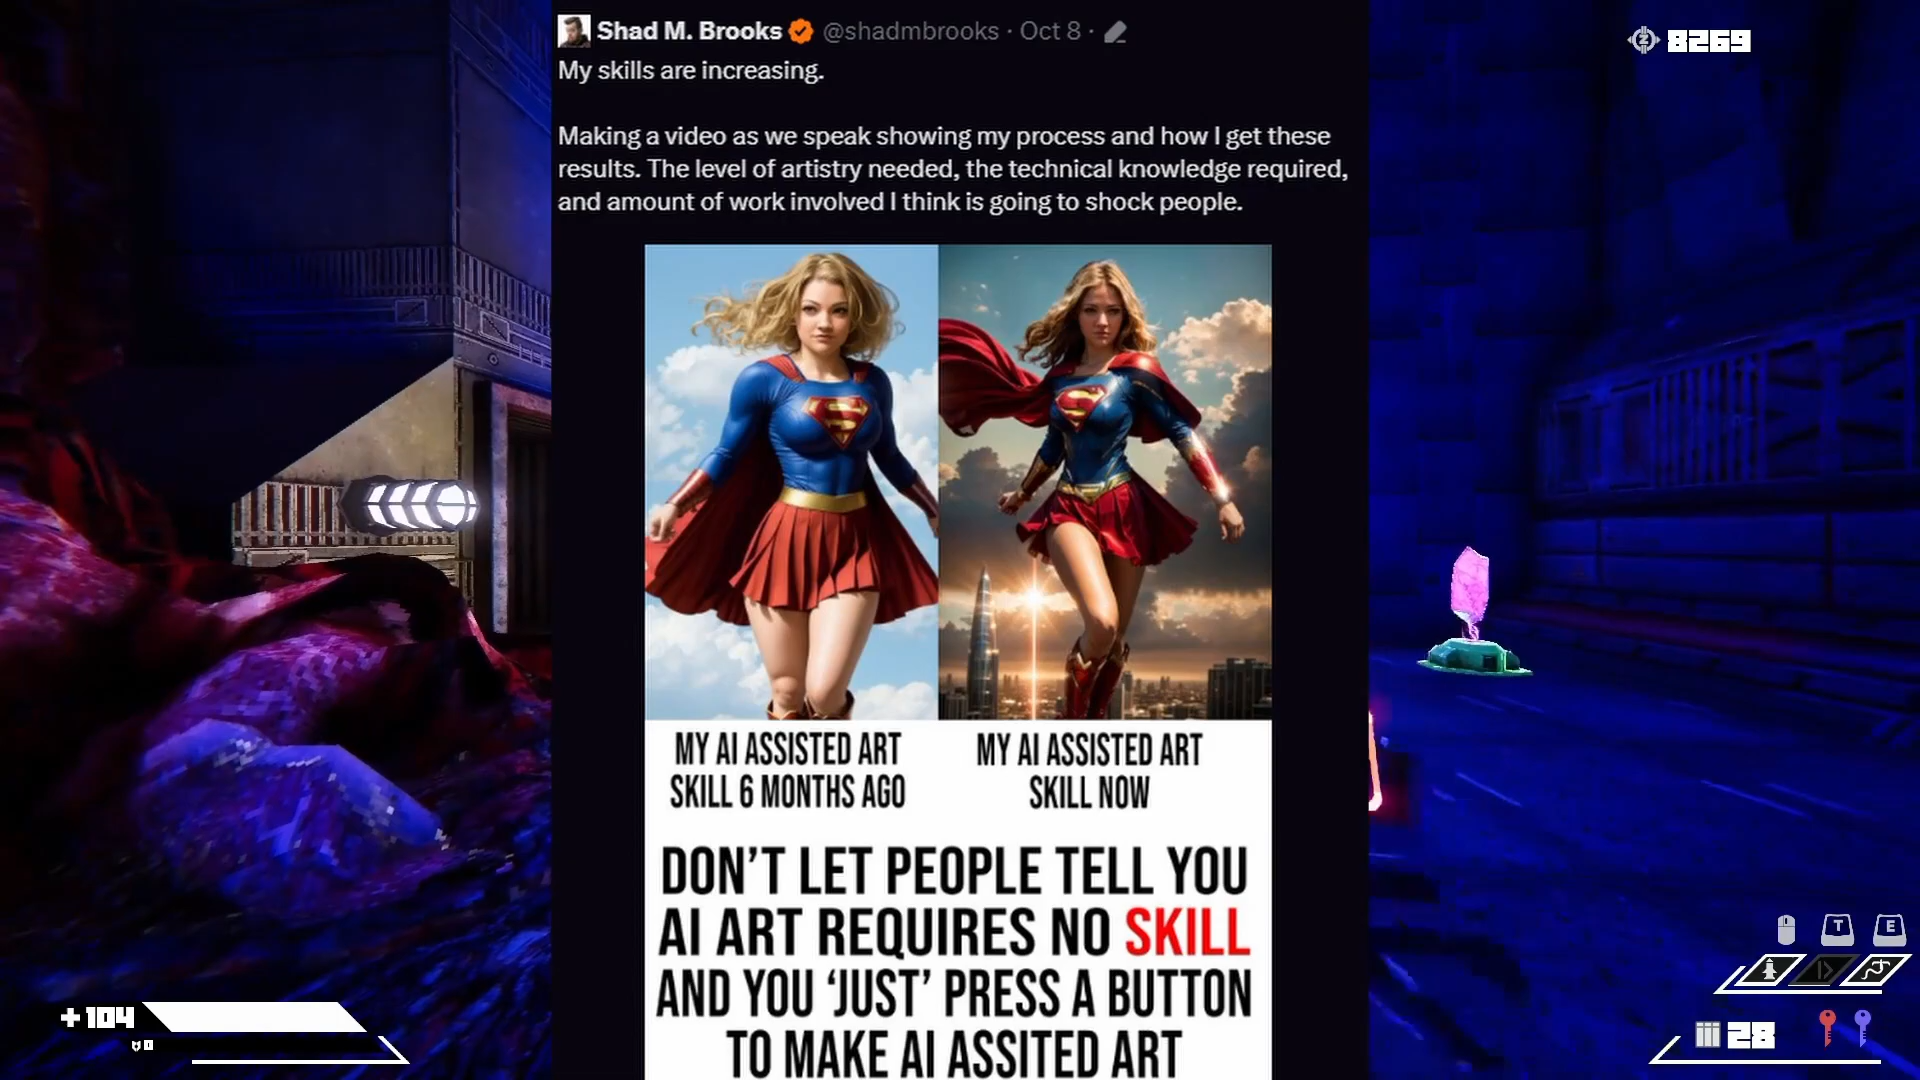 Shad M. Brooks @shadmbrooks · Oct 8 ·
My skills are increasing.
Making a video as we speak showing my process and how I get these
results. The level of artistry needed, the technical knowledge required,
and amount of work involved I think is going to shock people.
8269
MY AI ASSISTED ART
SKILL 6 MONTHS AGO
MY AI ASSISTED ART
SKILL NOW
DON'T LET PEOPLE TELL YOU
AI ART REQUIRES NO SKILL
AND YOU ‘JUST’ PRESS A BUTTON
TO MAKE AI ASSITED ART
T E
+104
0
28